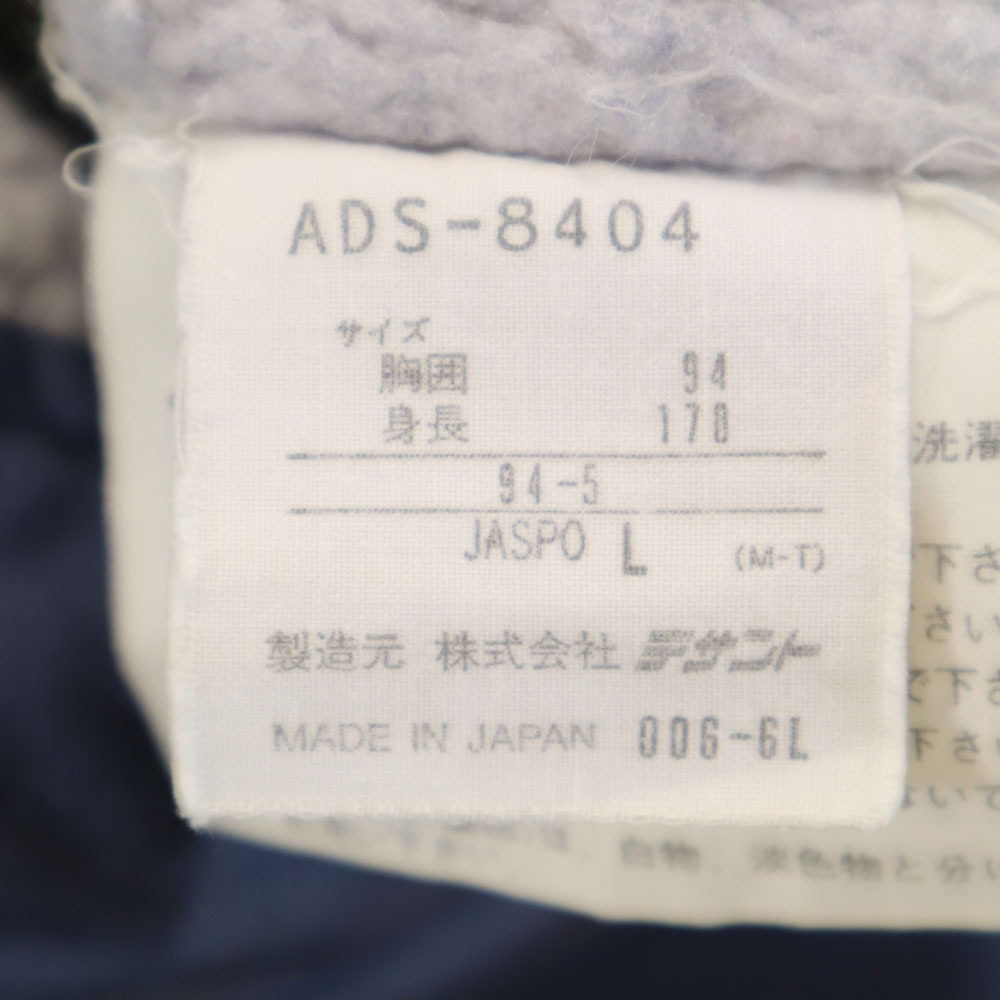 ADS-8404
サイズ
胸囲 94
身長 170
94-5
JASPO L (M-T)
製造元 株式会社 デサント
MADE IN JAPAN 006-6L
洗濯
下さ
さい
で下さ
下さい
ないで
は、白物、淡色物と分い